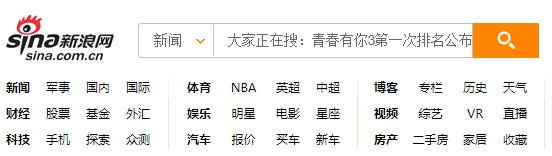 sina新浪网
sina.com.cn
新闻 大家正在搜：青春有你3第一次排名公布
新闻 军事 国内 国际 体育 NBA 英超 中超 博客 专栏 历史 天气
财经 股票 基金 外汇 娱乐 明星 电影 星座 视频 综艺 VR 直播
科技 手机 探索 众测 汽车 报价 买车 新车 房产 二手房 家居 收藏